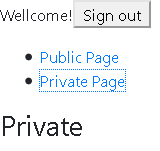 Wellcome! Sign out
Public Page
Private Page
Private